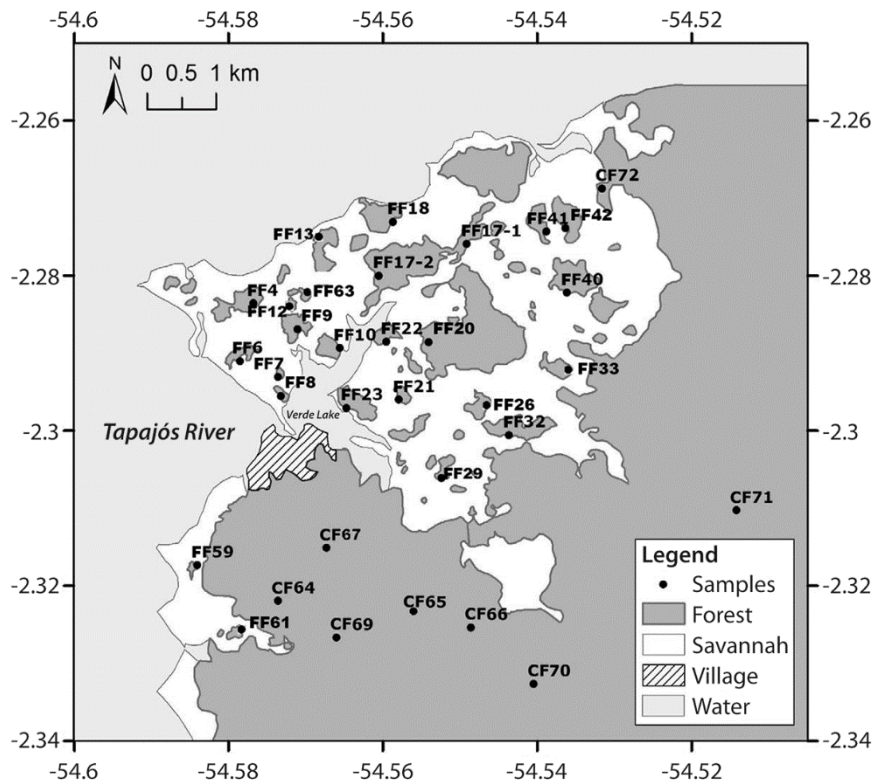 -54.6 -54.58 -54.56 -54.54 -54.52
N
0 0.5 1 km
-2.26 -2.26
CF72
FF18
FF41 FF42
FF13 FF17-1
FF17-2
-2.28 -2.28
FF4 FF63 FF40
FF12
FF9
FF10 FF22 FF20
FF6
FF7 FF33
FF8
FF23 FF21
FF26
Verde Lake
FF32
-2.3 Tapajós River -2.3
FF29
CF71
CF67
FF59
Legend
Samples
-2.32 -2.32
CF64
CF65
CF66
Forest
FF61 CF69
Savannah
CF70
Village
Water
-2.34 -2.34
-54.6 -54.58 -54.56 -54.54 -54.52